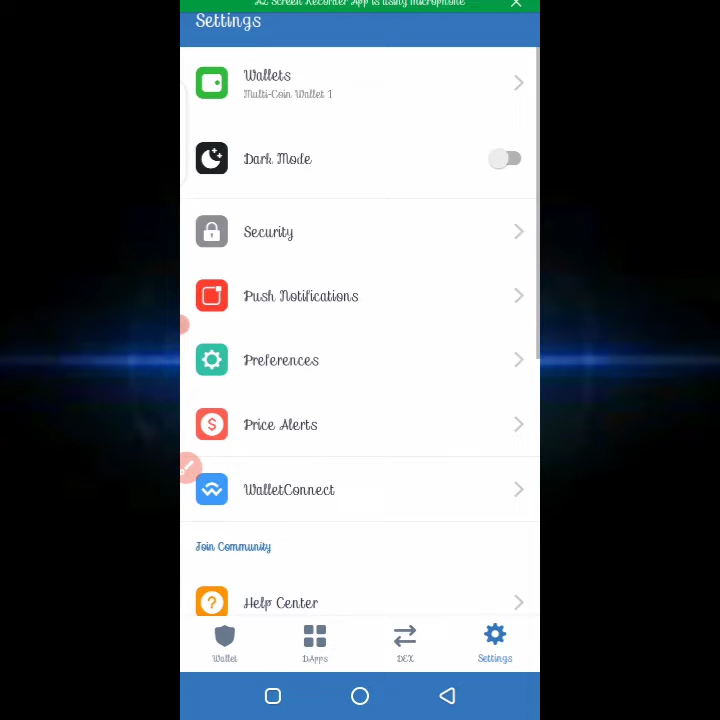 AZ Screen Recorder App is using microphone
Settings
Wallets
Multi-Coin Wallet 1
Dark Mode
Security
Push Notifications
Preferences
Price Alerts
WalletConnect
Join Community
Help Center
Wallet
DApps
DEX
Settings